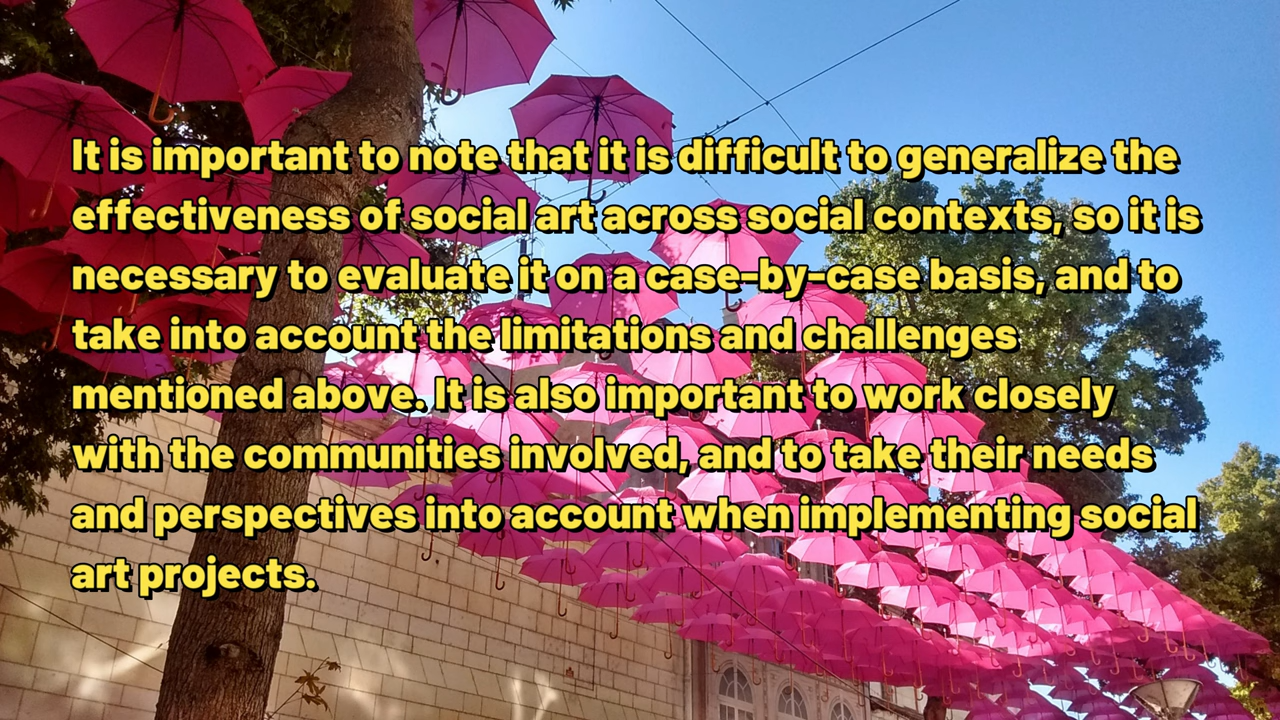 It is important to note that it is difficult to generalize the
effectiveness of social art across social contexts, so it is
necessary to evaluate it on a case-by-case basis, and to
take into account the limitations and challenges
mentioned above. It is also important to work closely
with the communities involved, and to take their needs
and perspectives into account when implementing social
art projects.